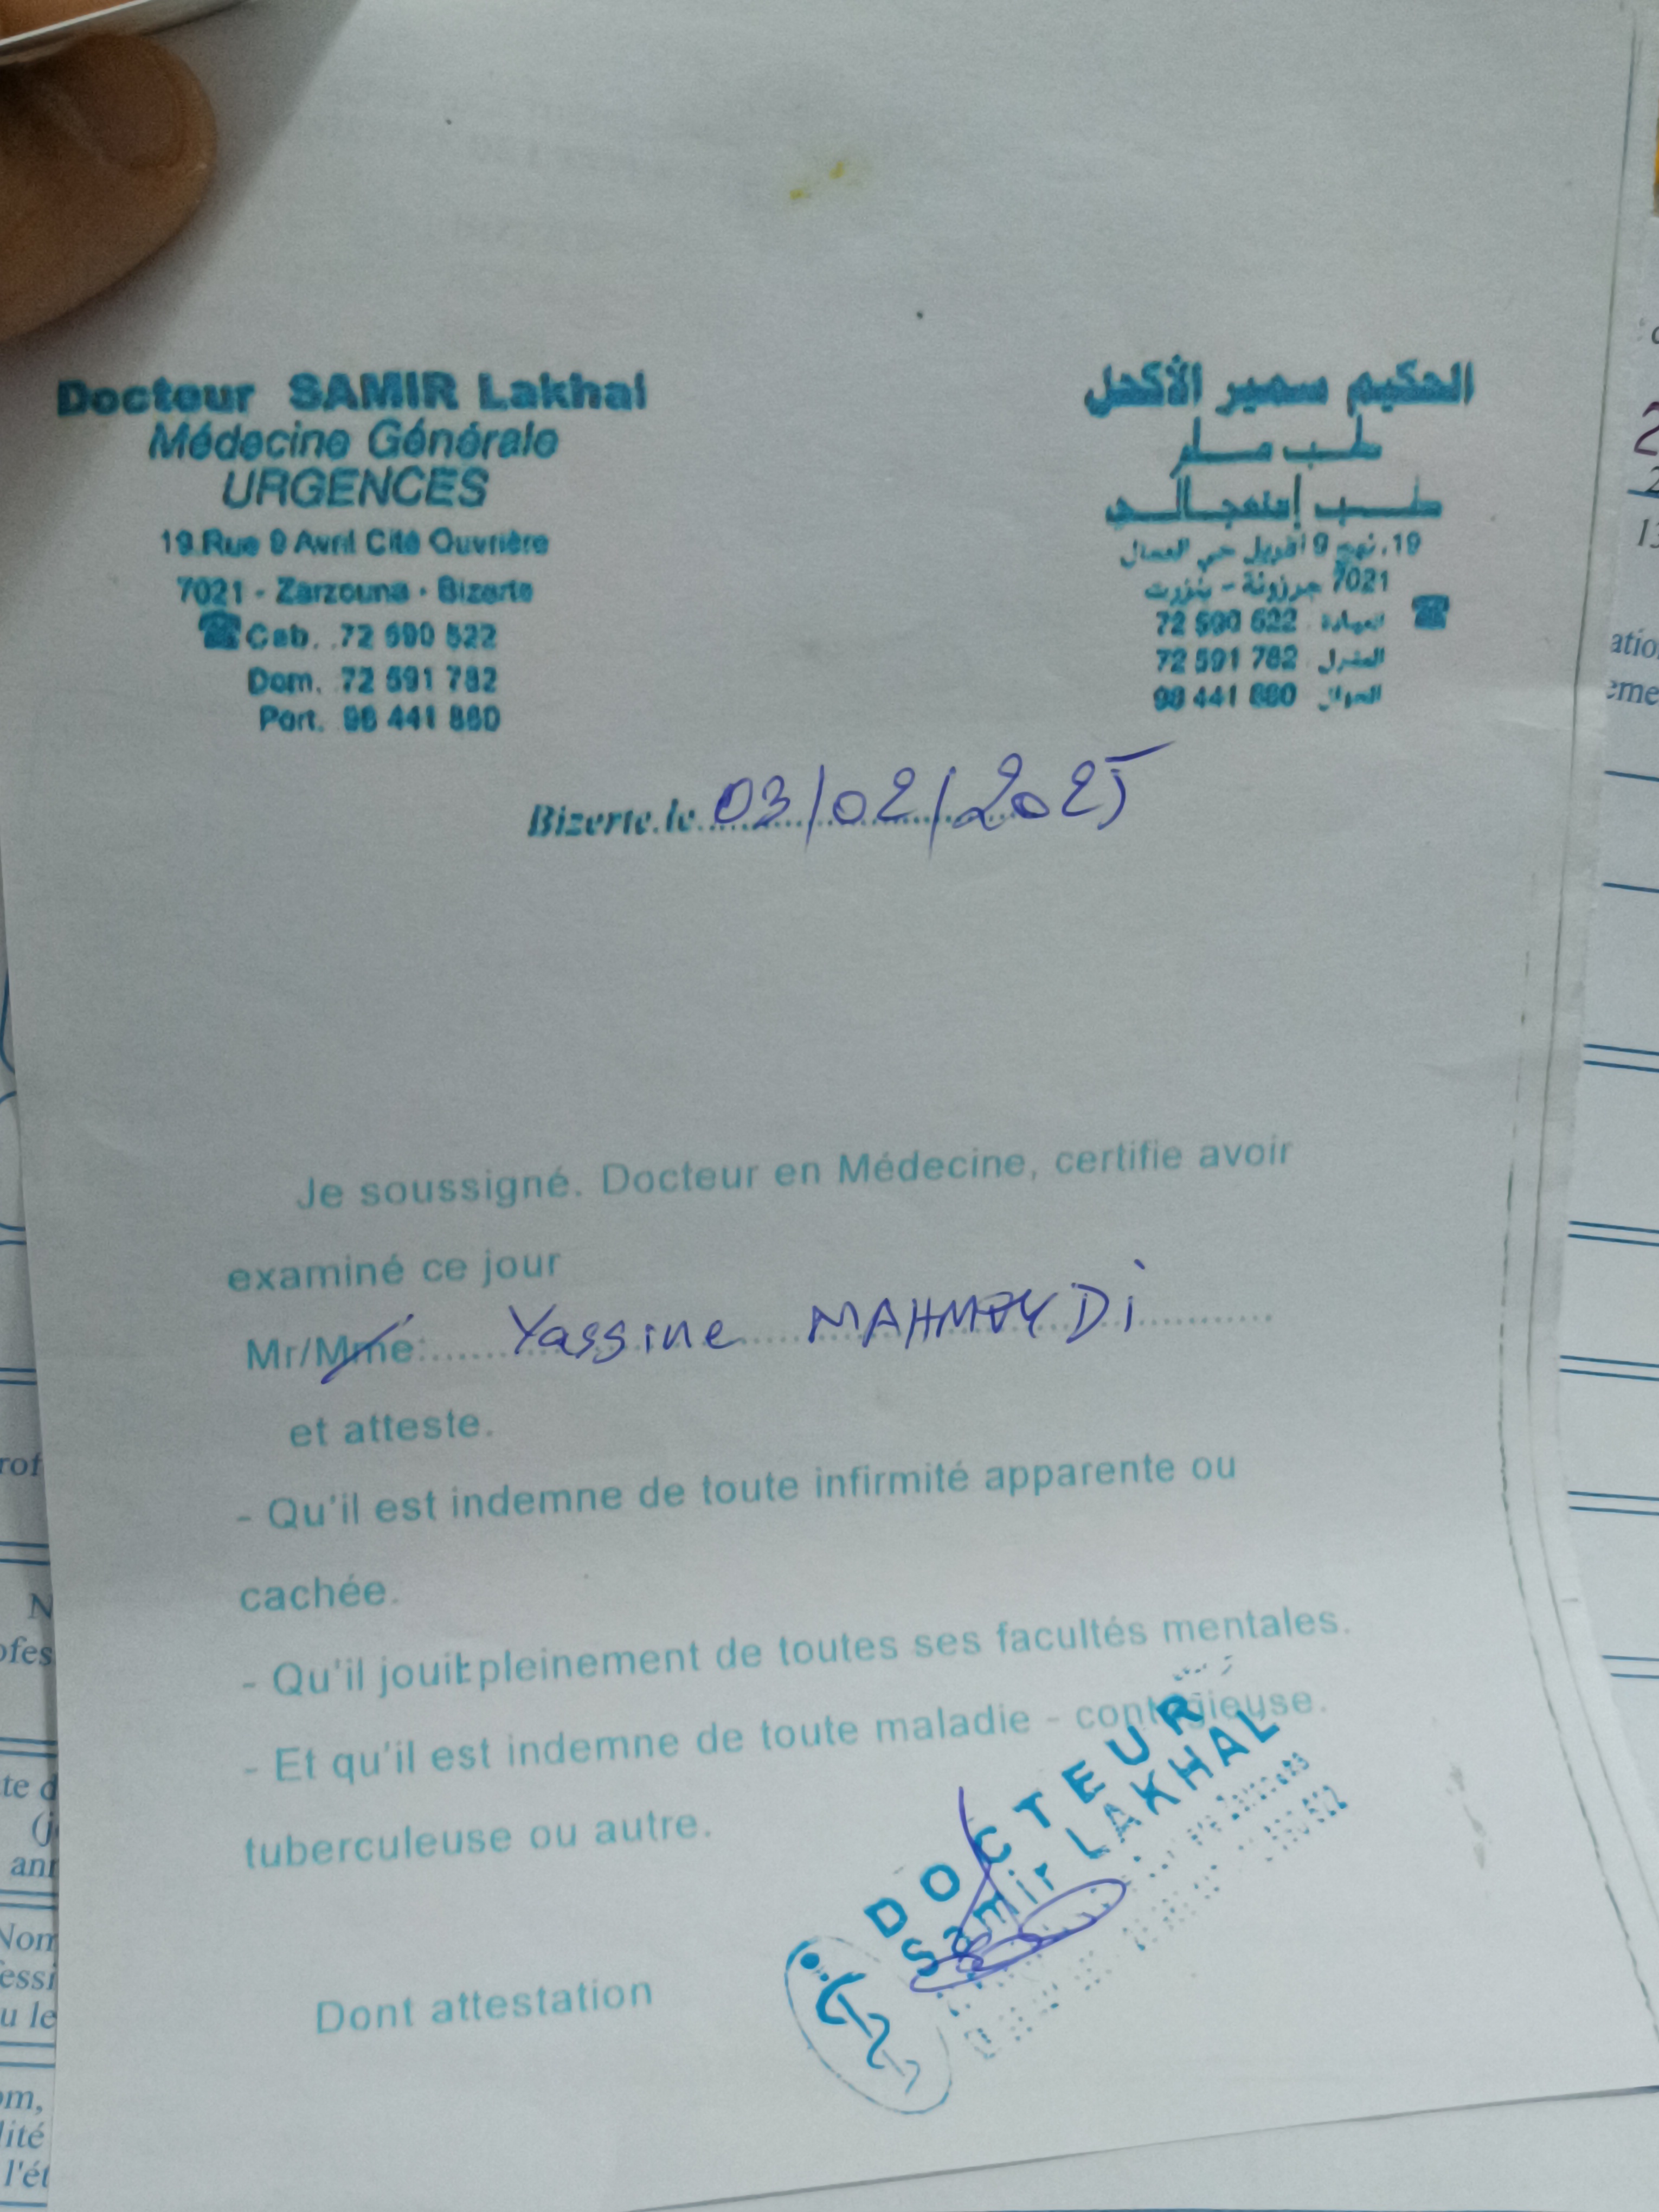 Docteur SAMIR Lakhal
Médecine Générale
URGENCES
19 Rue 9 Avril Cité Ouvrière
7021 - Zarzouna - Bizerte
Cab. 72 590 522
Dom. 72 591 782
Port. 98 441 860
الحكيم سمير الأكحل
طب عام
طب إستعجالي
19، نهج 9 أفريل حي العمال
7021 جرزونة - بنزرت
العيادة 72 590 522
المنزل 72 591 782
الجوال 98 441 860
Bizerte.le 03/02/2025
Je soussigné. Docteur en Médecine, certifie avoir
examiné ce jour
Mr/Mme: Yassine MAHMOUDi
et atteste.
- Qu'il est indemne de toute infirmité apparente ou
cachée.
- Qu'il jouit pleinement de toutes ses facultés mentales.
- Et qu'il est indemne de toute maladie - contagieuse.
tuberculeuse ou autre.
DOCTEUR
Samir LAKHAL
Dont attestation